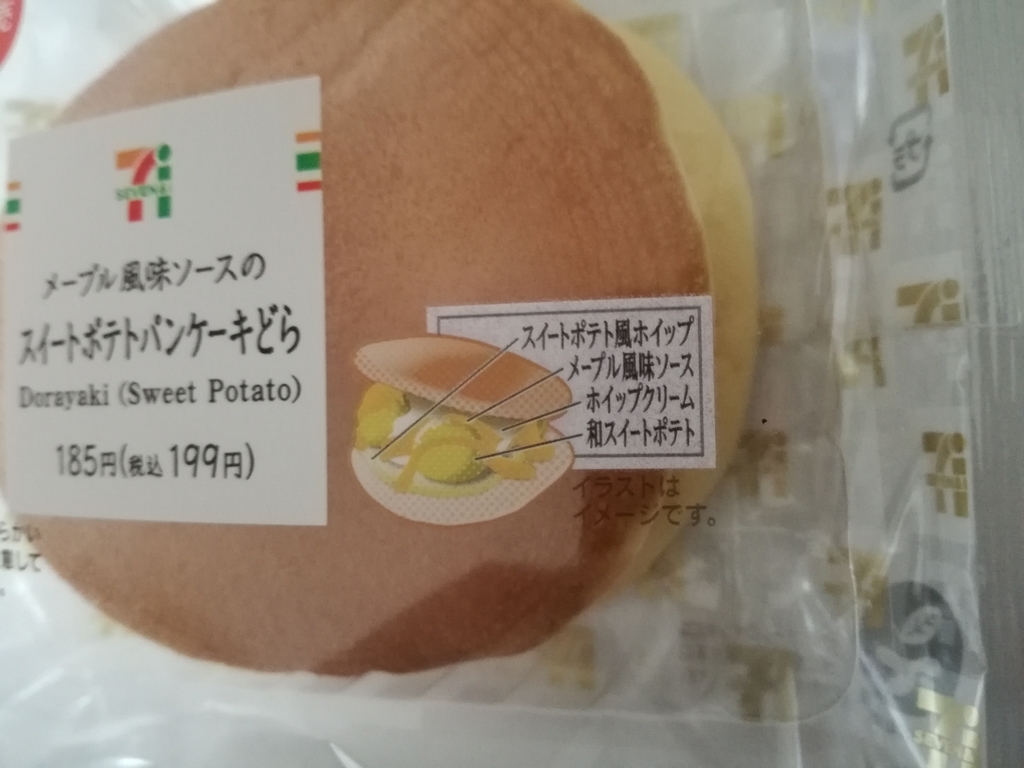 メープル風味ソースの
スイートポテトパンケーキどら
Dorayaki (Sweet Potato)
185円(税込199円)
スイートポテト風ホイップ
メープル風味ソース
ホイップクリーム
和スイートポテト
イラストは
イメージです。